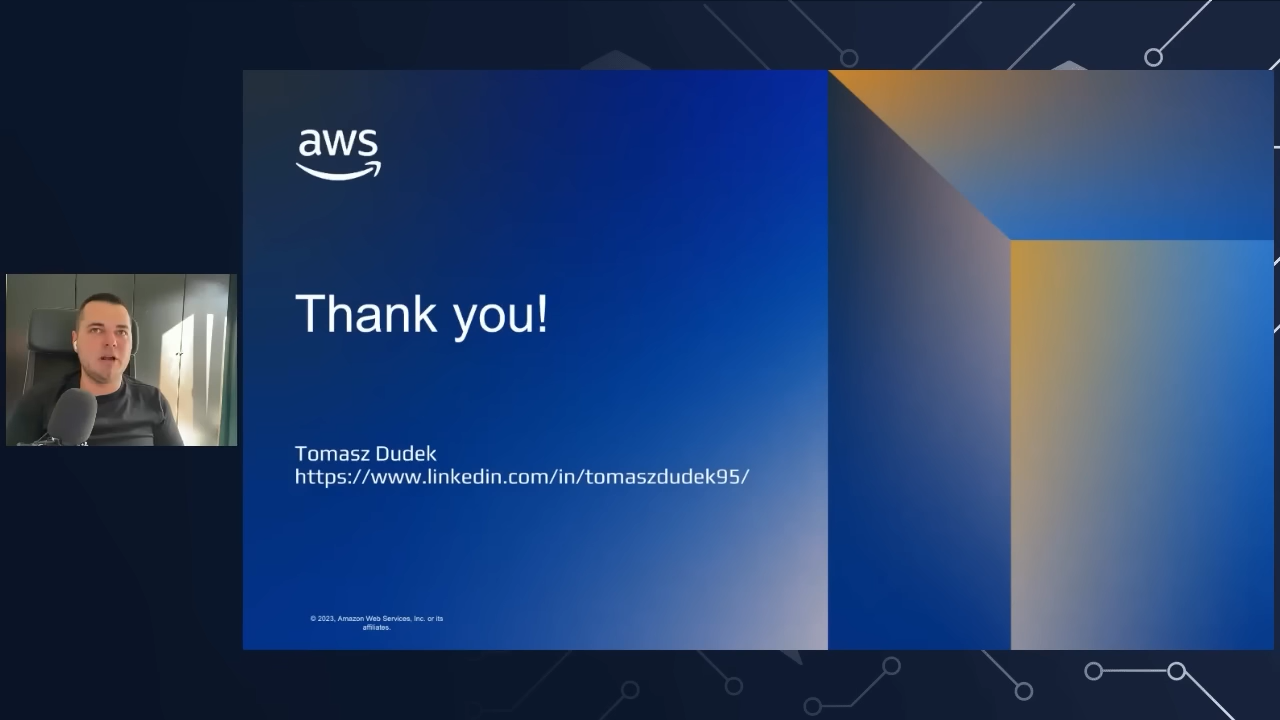 aws
Thank you!
Tomasz Dudek
https://www.linkedin.com/in/tomaszdudek95/
© 2023, Amazon Web Services, Inc. or its
affiliates.